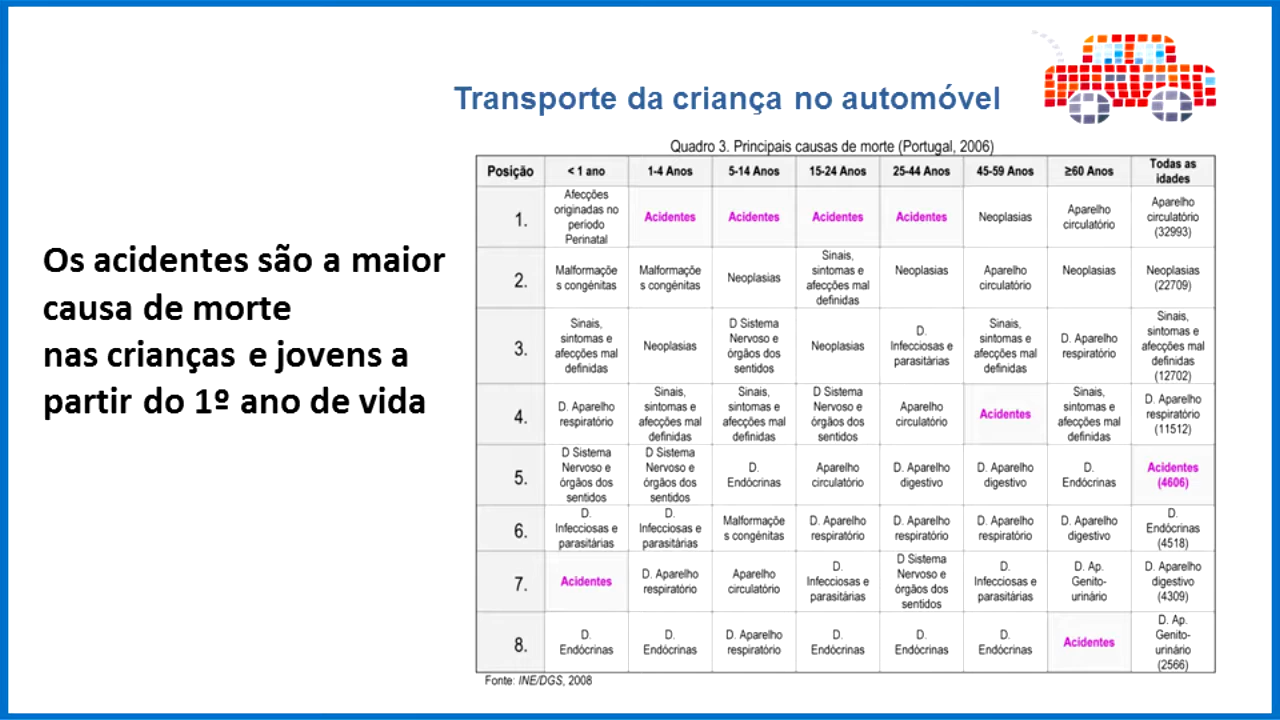 Transporte da criança no automóvel
Os acidentes são a maior
causa de morte
nas crianças e jovens a
partir do 1º ano de vida
Quadro 3. Principais causas de morte (Portugal, 2006)
Posição < 1 ano 1-4 Anos 5-14 Anos 15-24 Anos 25-44 Anos 45-59 Anos ≥60 Anos Todas as idades
1. Afecções originadas no periodo Perinatal Acidentes Acidentes Acidentes Acidentes Neoplasias Aparelho circulatório Aparelho circulatório (32993)
2. Malformaçõe s congénitas Malformaçõe s congénitas Neoplasias Sinais, sintomas e afecções mal definidas Neoplasias Aparelho circulatório Neoplasias Neoplasias (22709)
3. Sinais, sintomas e afecções mal definidas Neoplasias D Sistema Nervoso e órgãos dos sentidos Neoplasias D. Infecciosas e parasitárias Sinais, sintomas e afecções mal definidas D. Aparelho respiratório Sinais, sintomas e afecções mal definidas (12702)
4. D. Aparelho respiratório Sinais, sintomas e afecções mal definidas Sinais, sintomas e afecções mal definidas D Sistema Nervoso e órgãos dos sentidos Aparelho circulatório Acidentes Sinais, sintomas e afecções mal definidas D. Aparelho respiratório (11512)
5. D Sistema Nervoso e órgãos dos sentidos D Sistema Nervoso e órgãos dos sentidos D. Endócrinas Aparelho circulatório D. Aparelho digestivo D. Aparelho digestivo D. Endócrinas Acidentes (4606)
6. D. Infecciosas e parasitárias D. Infecciosas e parasitárias Malformaçõe s congénitas D. Aparelho respiratório D. Aparelho respiratório D. Aparelho respiratório D. Aparelho digestivo D. Endócrinas (4518)
7. Acidentes D. Aparelho respiratório Aparelho circulatório D. Infecciosas e parasitárias D Sistema Nervoso e órgãos dos sentidos D. Infecciosas e parasitárias D. Ap. Genito-urinário D. Aparelho digestivo (4309)
8. D. Endócrinas D. Endócrinas D. Aparelho respiratório D. Endócrinas D. Endócrinas D. Endócrinas Acidentes D. Ap. Genito-urinário (2566)
Fonte: INE/DGS, 2008